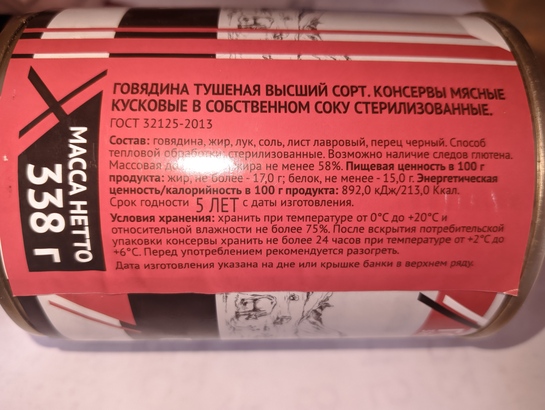 ГОВЯДИНА ТУШЕНАЯ ВЫСШИЙ СОРТ. КОНСЕРВЫ МЯСНЫЕ
КУСКОВЫЕ В СОБСТВЕННОМ СОКУ СТЕРИЛИЗОВАННЫЕ.
ГОСТ 32125-2013
Состав: говядина, жир, лук, соль, лист лавровый, перец черный. Способ
тепловой обработки: стерилизованные. Возможно наличие следов глютена.
Массовая жира не менее 58%. Пищевая ценность в 100 г
продукта: жир, не более - 17,0 г; белок, не менее - 15,0 г. Энергетическая
ценность/калорийность в 100 г продукта: 892,0 кДж/213,0 Ккал.
Срок годности 5 ЛЕТ с даты изготовления.
Условия хранения: хранить при температуре от 0°С до +20°С и
относительной влажности не более 75%. После вскрытия потребительской
упаковки консервы хранить не более 24 часов при температуре от +2°С до
+6°С. Перед употреблением рекомендуется разогреть.
Дата изготовления указана на дне или крышке банки в верхнем ряду.
МАССА НЕТТО
338 г